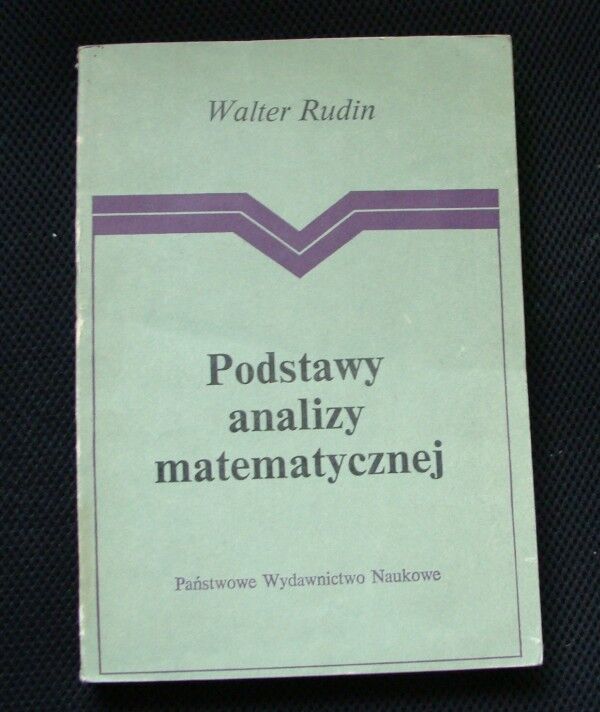 Walter Rudin
Podstawy
analizy
matematycznej
Państwowe Wydawnictwo Naukowe